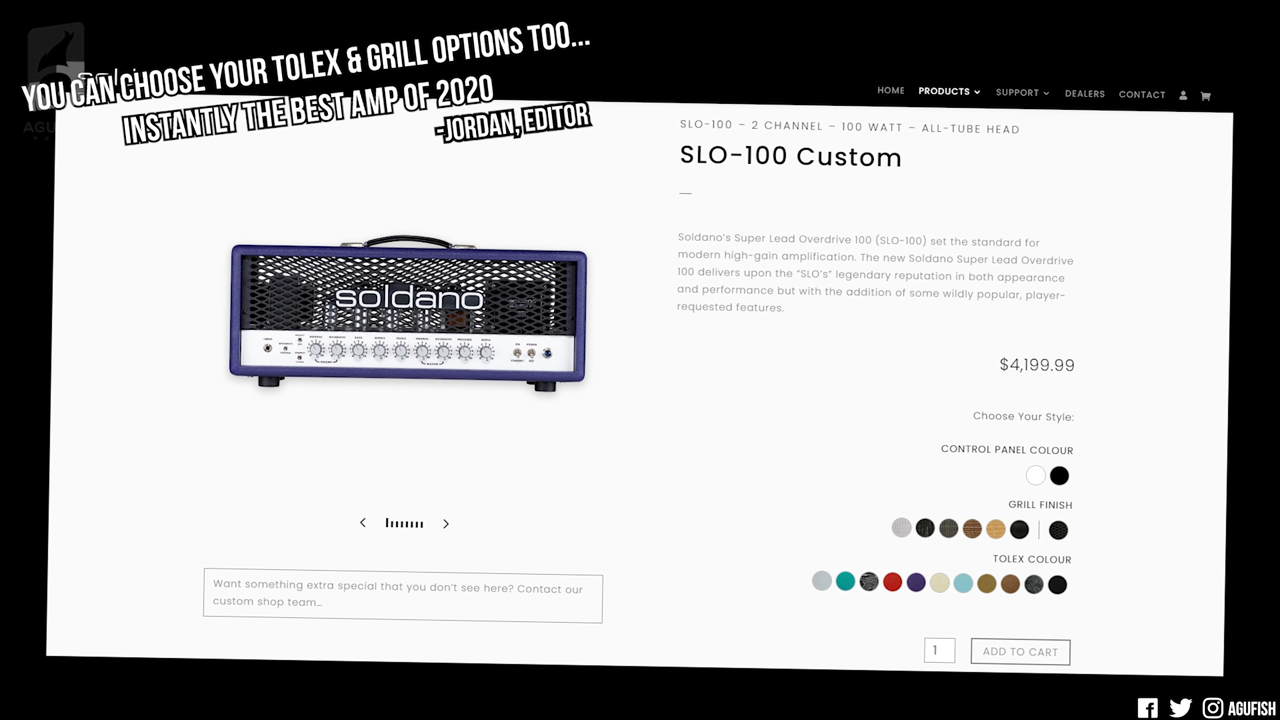 YOU CAN CHOOSE YOUR TOLEX & GRILL OPTIONS TOO...
INSTANTLY THE BEST AMP OF 2020
-JORDAN, EDITOR
HOME PRODUCTS SUPPORT DEALERS CONTACT
SLO-100 – 2 CHANNEL – 100 WATT – ALL-TUBE HEAD
SLO-100 Custom
Soldano's Super Lead Overdrive 100 (SLO-100) set the standard for
modern high-gain amplification. The new Soldano Super Lead Overdrive
100 delivers upon the "SLO's" legendary reputation in both appearance
and performance but with the addition of some wildly popular, player-
requested features.
soldano
$4,199.99
Choose Your Style:
CONTROL PANEL COLOUR
GRILL FINISH
TOLEX COLOUR
Want something extra special that you don't see here? Contact our
custom shop team...
1 ADD TO CART
AGUFISH